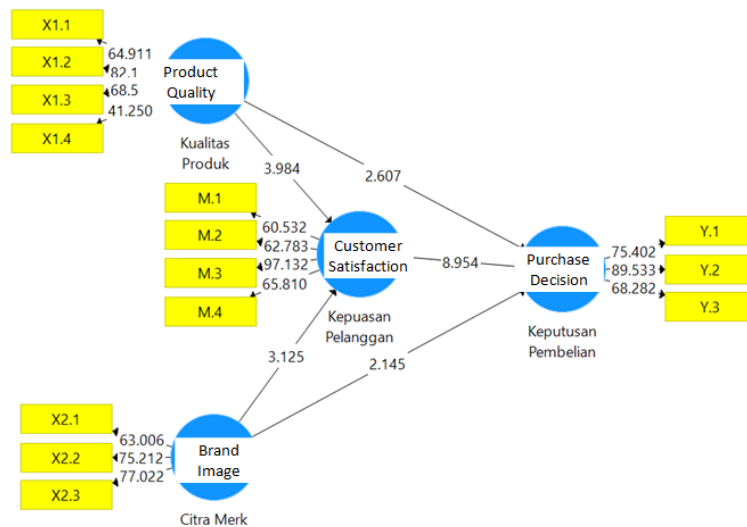 X1.1
64.911
X1.2
82.1
X1.3
68.5
X1.4
41.250
Product
Quality
Kualitas
Produk
3.984
2.607
M.1
60.532
M.2
62.783
M.3
97.132
M.4
65.810
Customer
Satisfaction
Kepuasan
Pelanggan
8.954
Purchase
Decision
Keputusan
Pembelian
75.402
Y.1
89.533
Y.2
68.282
Y.3
3.125
2.145
X2.1
63.006
X2.2
75.212
X2.3
77.022
Brand
Image
Citra Merk